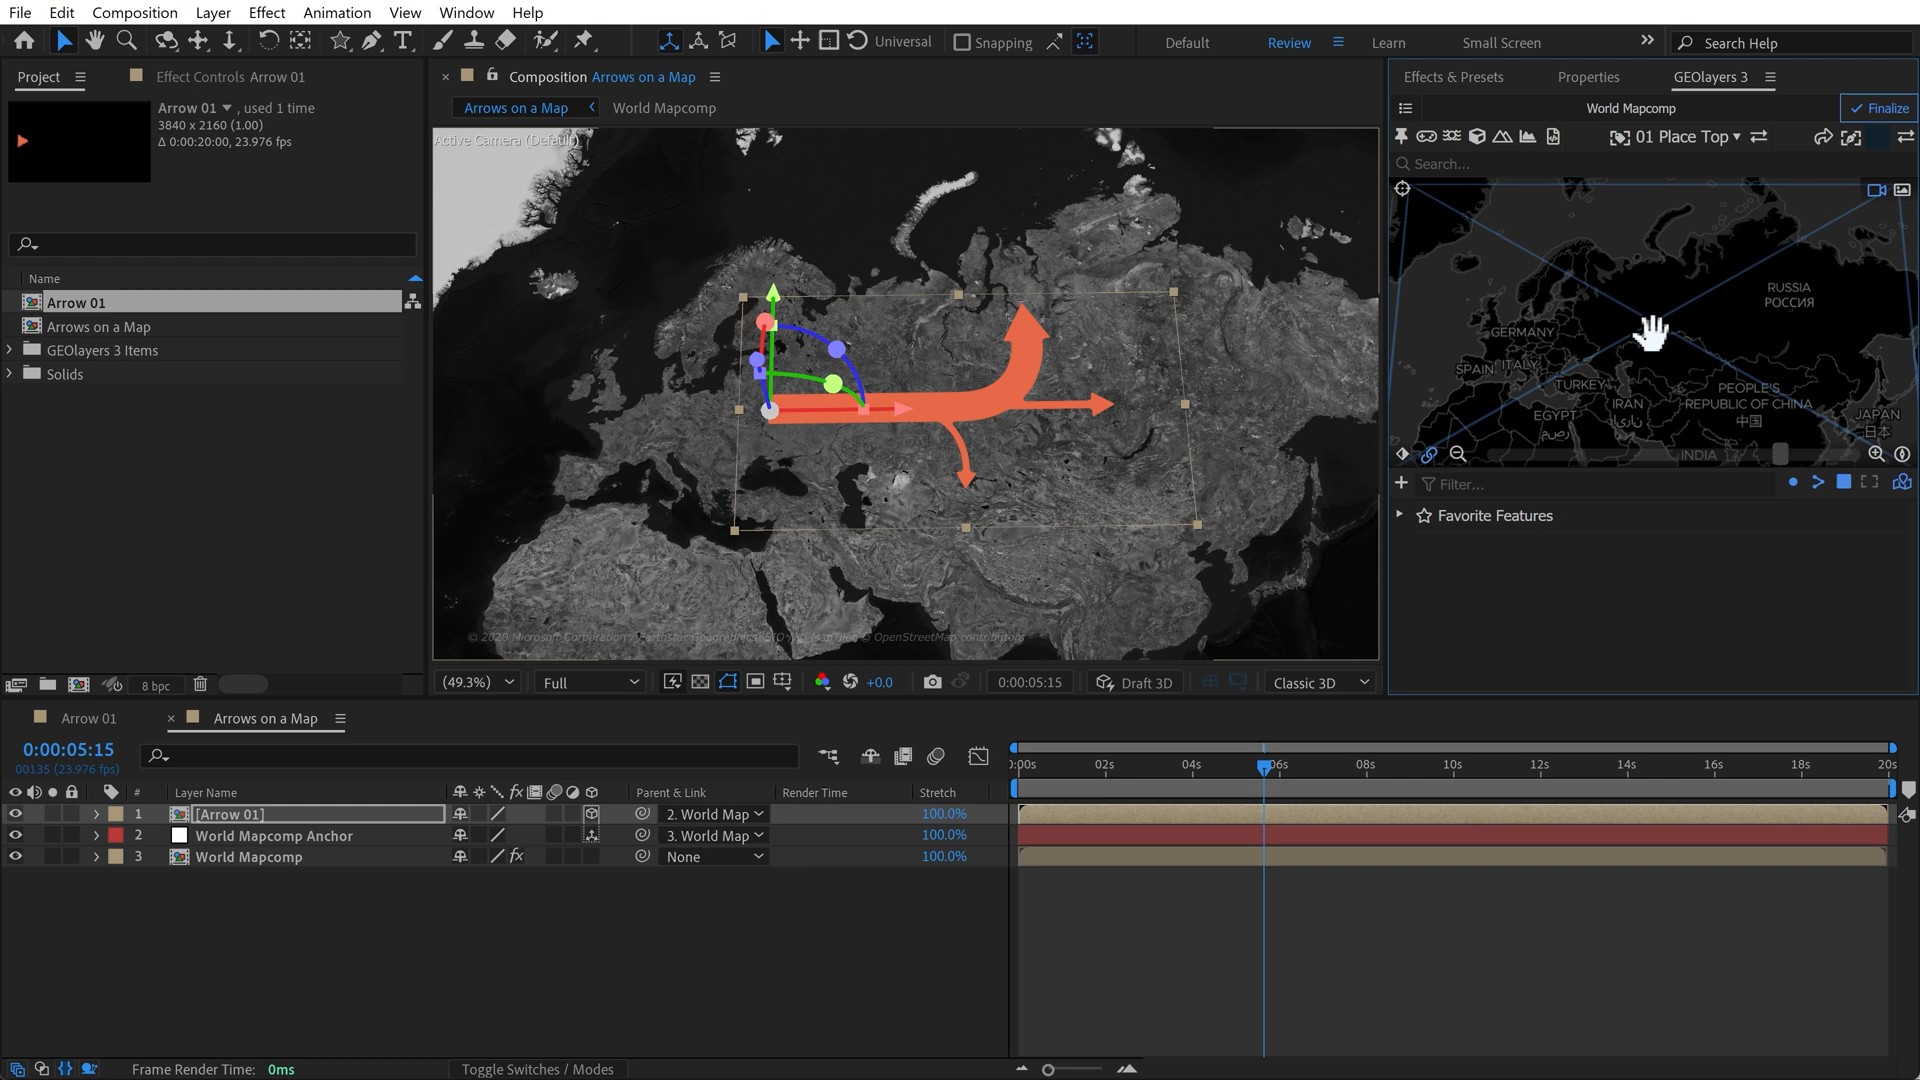 File Edit Composition Layer Effect Animation View Window Help
Universal Snapping Default Review Learn Small Screen Search Help
Project Effect Controls Arrow 01
Composition Arrows on a Map
Effects & Presets Properties GEOlayers 3
Arrow 01 , used 1 time
3840 x 2160 (1.00)
Δ 0:00:20:00, 23.976 fps
Arrows on a Map World Mapcomp
World Mapcomp Finalize
01 Place Top
Search...
Active Camera (Default)
Name
Arrow 01
Arrows on a Map
GEOlayers 3 Items
Solids
RUSSIA
РОССИЯ
GERMANY
SPAIN
ITALY
TURKEY
PEOPLE'S
REPUBLIC OF CHINA
中国
IRAN
ایران
EGYPT
مصر
JAPAN
日本
INDIA
Filter...
Favorite Features
8 bpc
(49.3%) Full +0.0 0:00:05:15 Draft 3D Classic 3D
Arrow 01 Arrows on a Map
0:00:05:15
00135 (23.976 fps)
0:00s 02s 04s 06s 08s 10s 12s 14s 16s 18s 20s
# Layer Name fx Parent & Link Render Time Stretch
1 [Arrow 01] 2. World Map 100.0%
2 World Mapcomp Anchor 3. World Map 100.0%
3 World Mapcomp fx None 100.0%
Frame Render Time: 0ms Toggle Switches / Modes